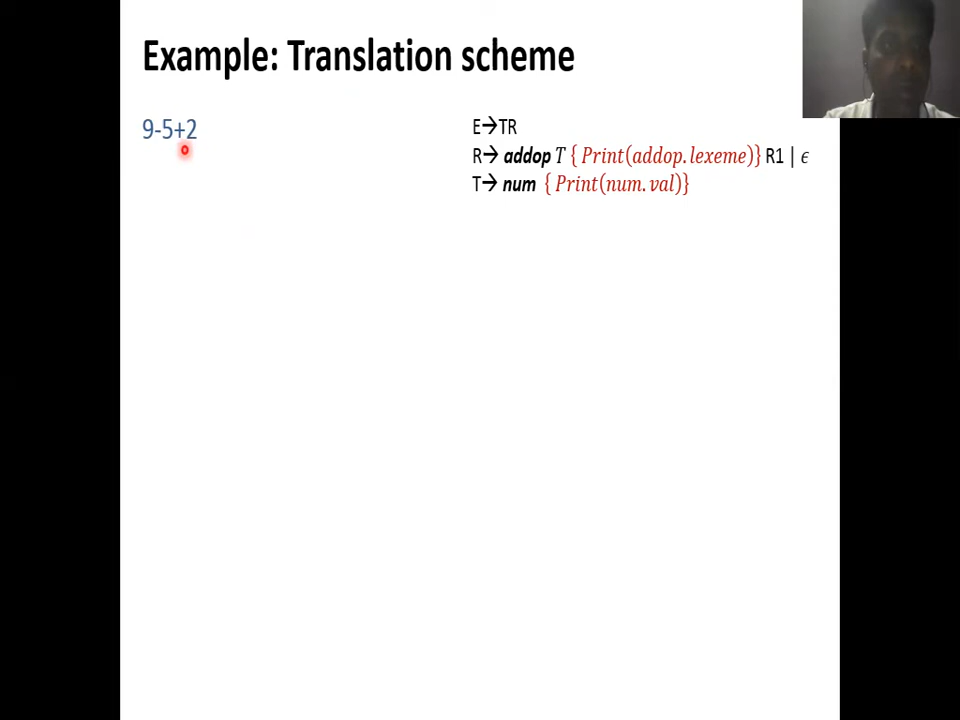 Example: Translation scheme
9-5+2
E→TR
R→ addop T { Print(addop.lexeme)} R1 | ϵ
T→ num { Print(num.val)}